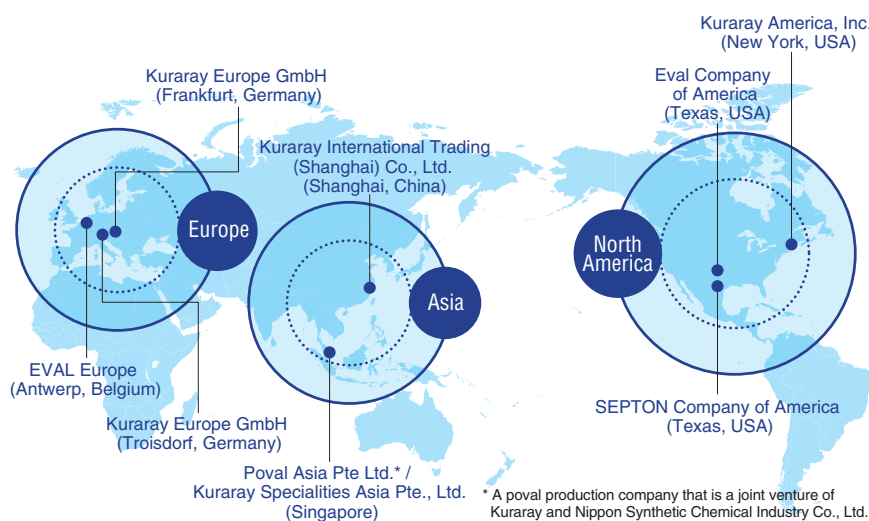 Kuraray America, Inc.
(New York, USA)
Kuraray Europe GmbH
(Frankfurt, Germany)
Eval Company
of America
(Texas, USA)
Kuraray International Trading
(Shanghai) Co., Ltd.
(Shanghai, China)
Europe
North
America
Asia
EVAL Europe
(Antwerp, Belgium)
Kuraray Europe GmbH
(Troisdorf, Germany)
SEPTON Company of America
(Texas, USA)
Poval Asia Pte Ltd.* /
Kuraray Specialities Asia Pte., Ltd.
(Singapore)
* A poval production company that is a joint venture of
Kuraray and Nippon Synthetic Chemical Industry Co., Ltd.